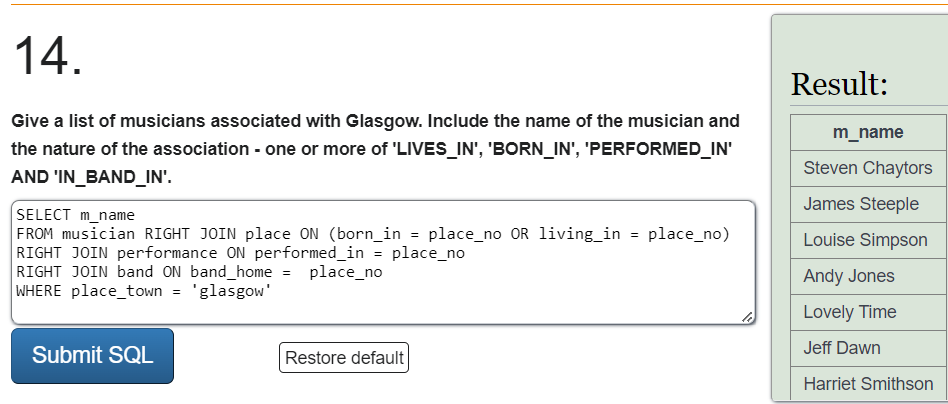 14.
Give a list of musicians associated with Glasgow. Include the name of the musician and
the nature of the association - one or more of 'LIVES_IN', 'BORN_IN', 'PERFORMED_IN'
AND 'IN_BAND_IN'.
SELECT m_name
FROM musician RIGHT JOIN place ON (born_in = place_no OR living_in = place_no)
RIGHT JOIN performance ON performed_in = place_no
RIGHT JOIN band ON band_home =  place_no
WHERE place_town = 'glasgow'
Submit SQL
Restore default
Result:
m_name
Steven Chaytors
James Steeple
Louise Simpson
Andy Jones
Lovely Time
Jeff Dawn
Harriet Smithson